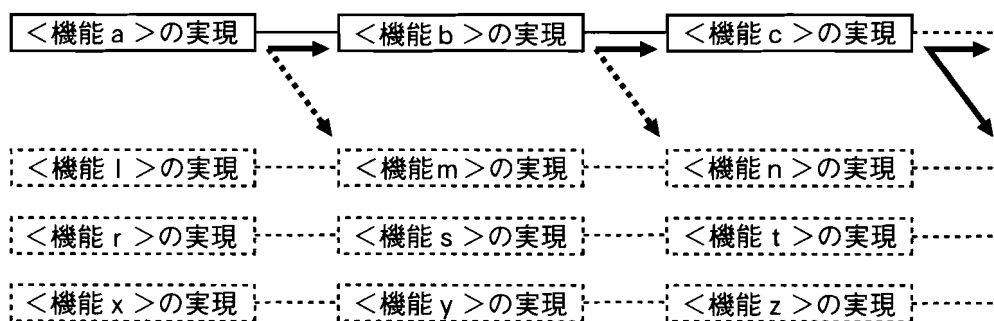 <機能a>の実現 <機能b>の実現 <機能c>の実現
<機能l>の実現 <機能m>の実現 <機能n>の実現
<機能r>の実現 <機能s>の実現 <機能t>の実現
<機能x>の実現 <機能y>の実現 <機能z>の実現